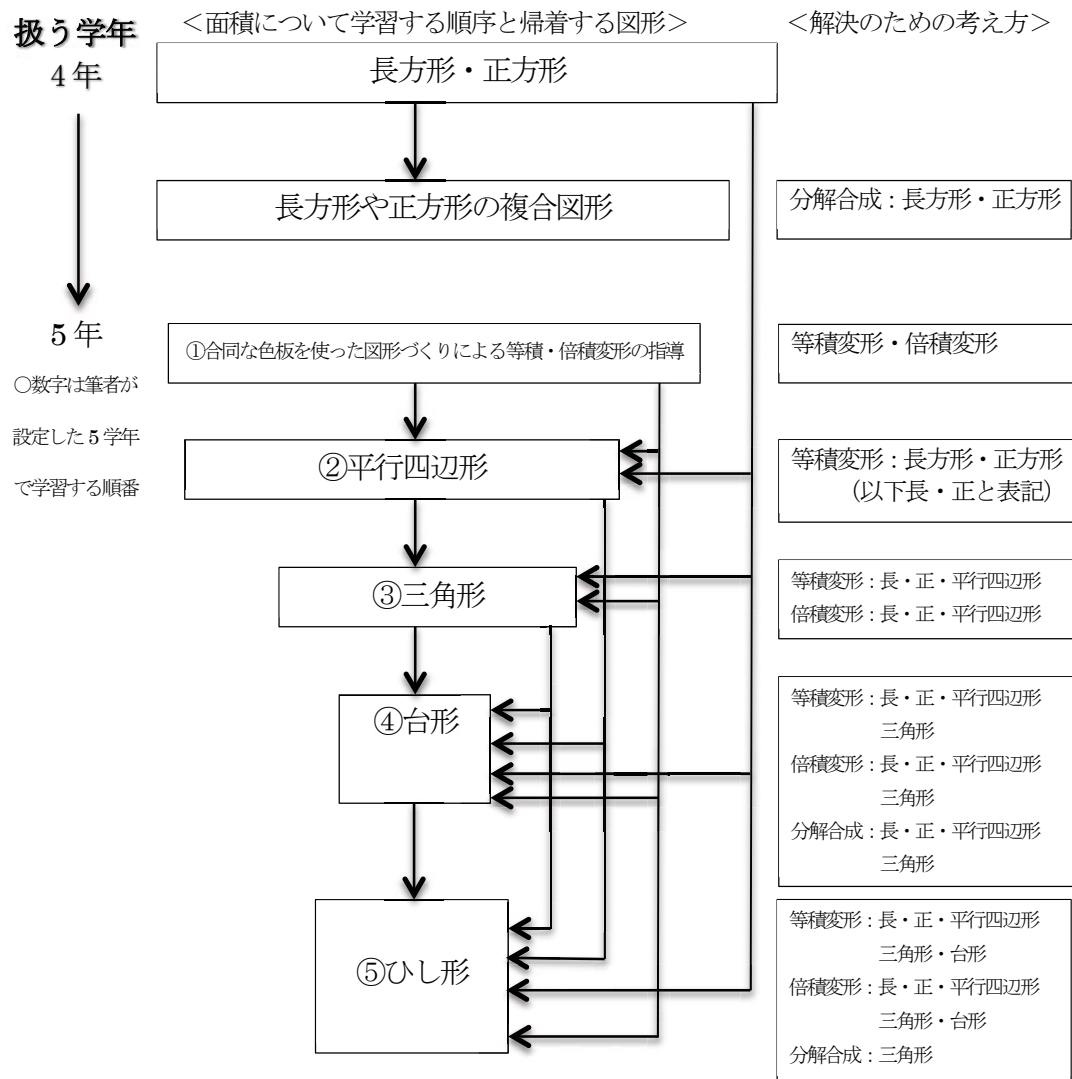 扱う学年
<面積について学習する順序と帰着する図形>
<解決のための考え方>
4年
長方形・正方形
長方形や正方形の複合図形
分解合成:長方形・正方形
5年
○数字は筆者が
設定した5学年
で学習する順番
①合同な色板を使った図形づくりによる等積・倍積変形の指導
等積変形・倍積変形
②平行四辺形
等積変形:長方形・正方形
(以下長・正と表記)
③三角形
等積変形:長・正・平行四辺形
倍積変形:長・正・平行四辺形
④台形
等積変形:長・正・平行四辺形
三角形
倍積変形:長・正・平行四辺形
三角形
分解合成:長・正・平行四辺形
三角形
⑤ひし形
等積変形:長・正・平行四辺形
三角形・台形
倍積変形:長・正・平行四辺形
三角形・台形
分解合成:三角形